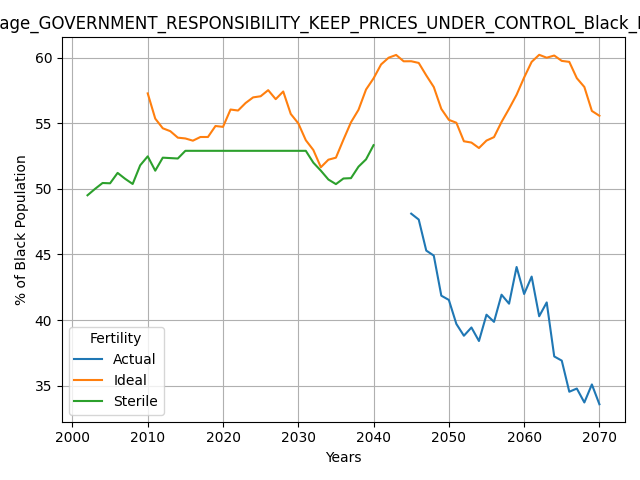 age_GOVERNMENT_RESPONSIBILITY_KEEP_PRICES_UNDER_CONTROL_Black_
% of Black Population
60
55
50
45
40
35
Fertility
Actual
Ideal
Sterile
2000 2010 2020 2030 2040 2050 2060 2070
Years